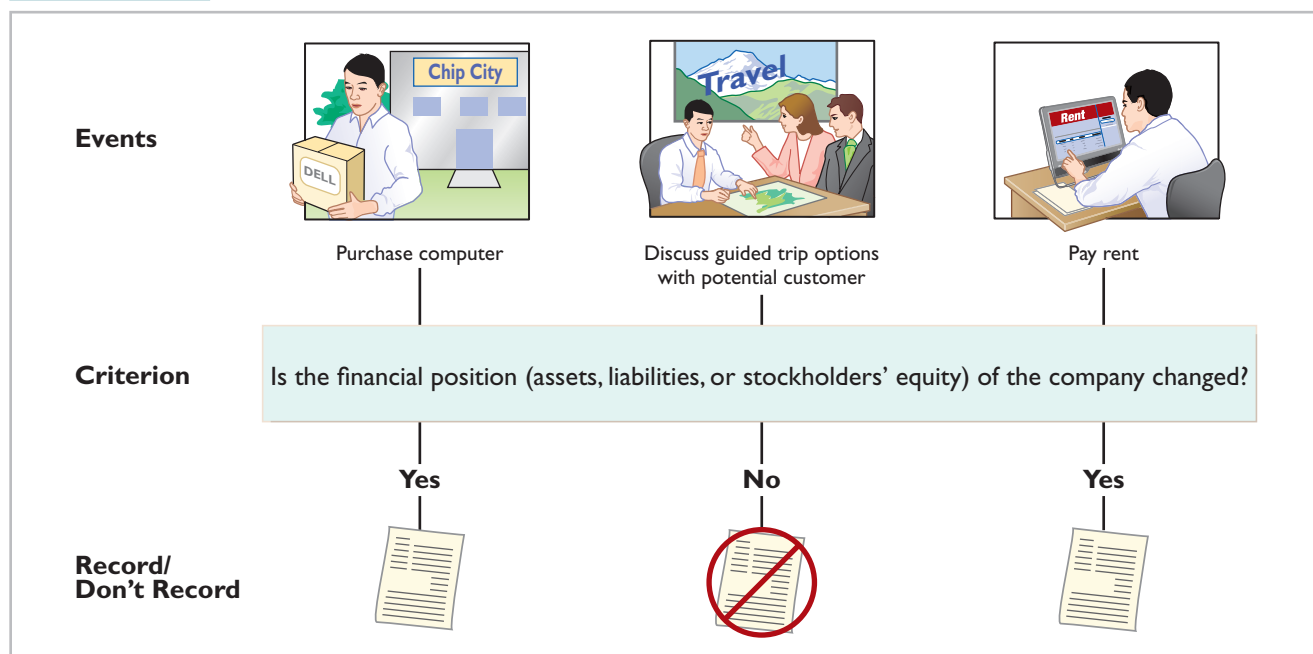 Chip City
DELL
Travel
Rent
Events
Purchase computer
Discuss guided trip options
with potential customer
Pay rent
Criterion
Is the financial position (assets, liabilities, or stockholders’ equity) of the company changed?
Yes
No
Yes
Record/
Don’t Record